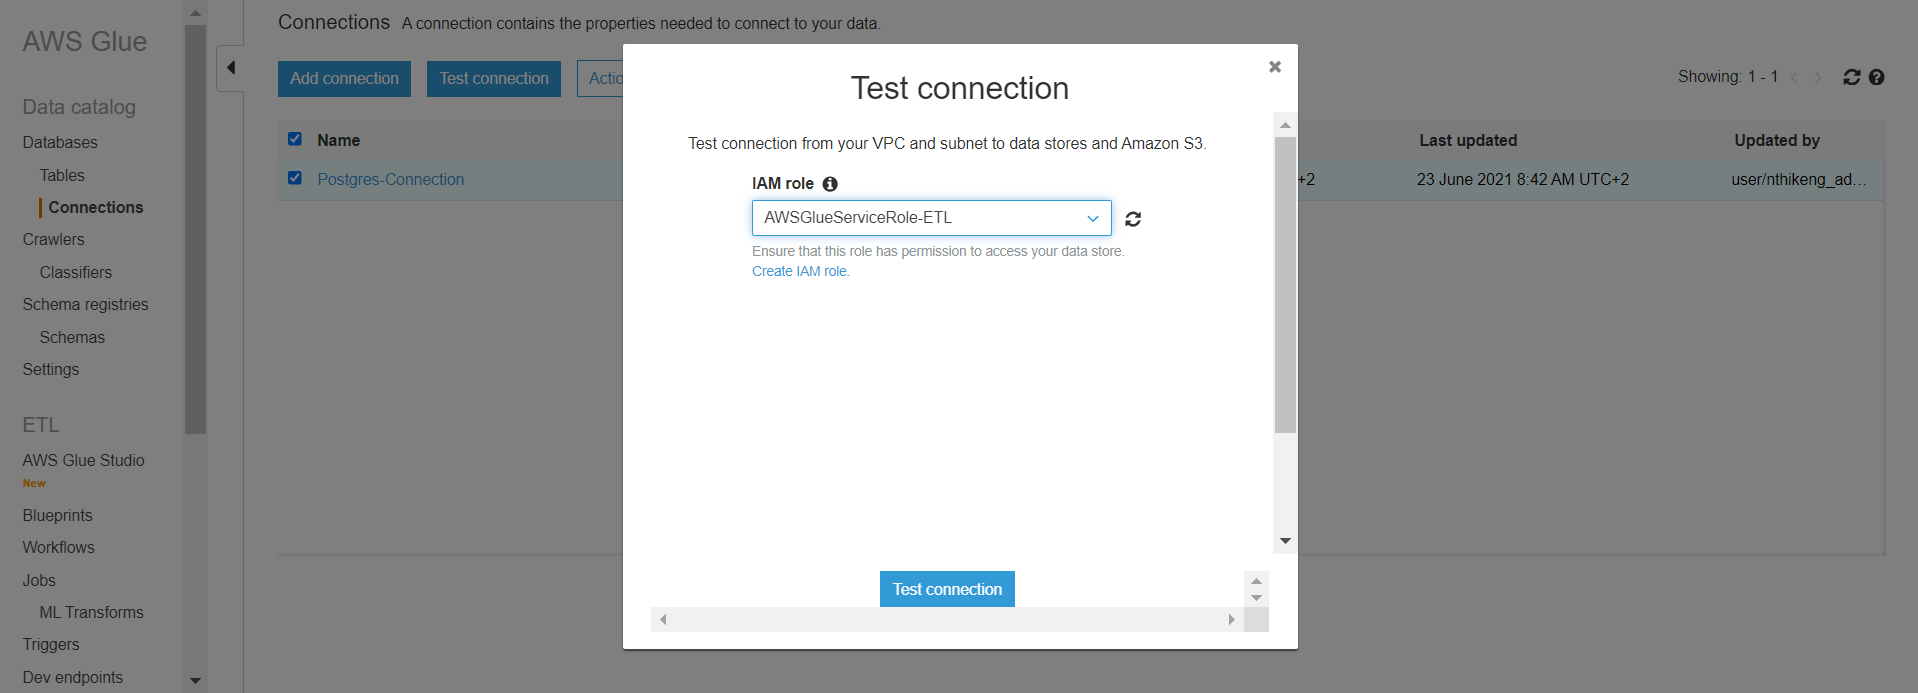 AWS Glue
Data catalog
Databases
Tables
Connections
Crawlers
Classifiers
Schema registries
Schemas
Settings
ETL
AWS Glue Studio
New
Blueprints
Workflows
Jobs
ML Transforms
Triggers
Dev endpoints
Connections A connection contains the properties needed to connect to your data.
Add connection Test connection Actio
Showing: 1 - 1
Name Last updated Updated by
Postgres-Connection +2 23 June 2021 8:42 AM UTC+2 user/nthikeng_ad...
Test connection
Test connection from your VPC and subnet to data stores and Amazon S3.
IAM role
AWSGlueServiceRole-ETL
Ensure that this role has permission to access your data store.
Create IAM role.
Test connection